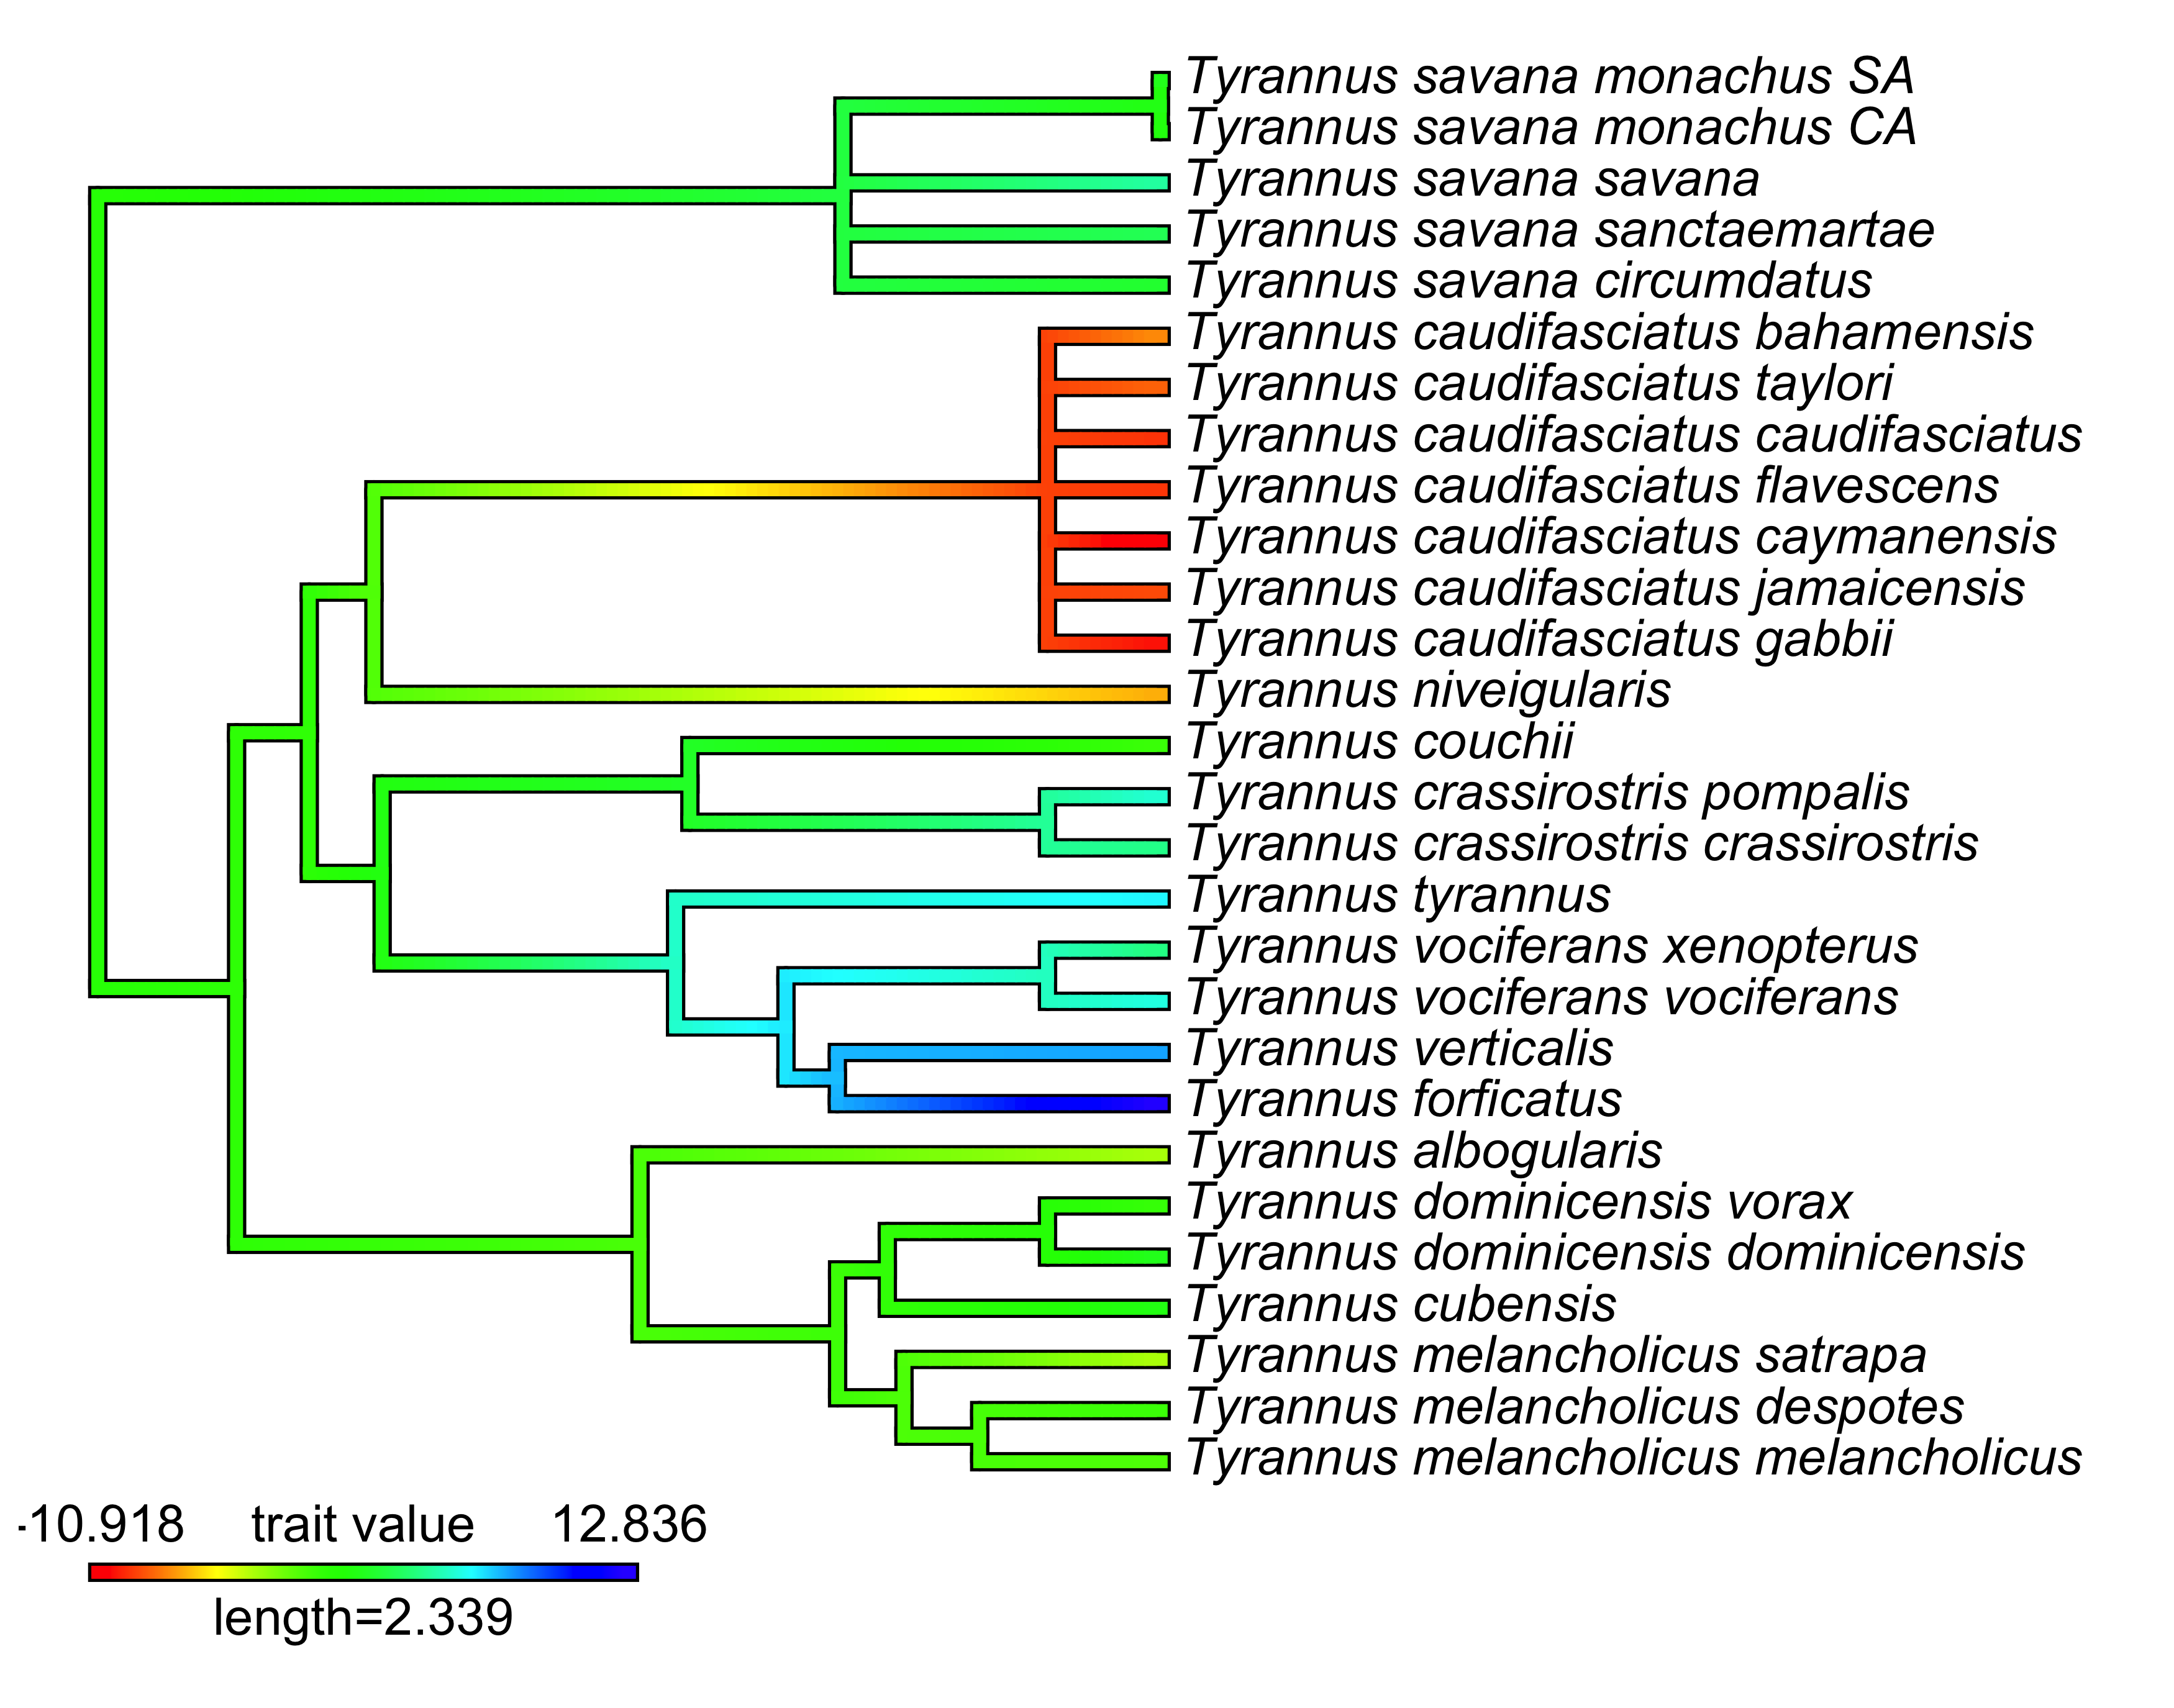 Tyrannus savana monachus SA
Tyrannus savana monachus CA
Tyrannus savana savana
Tyrannus savana sanctaemartae
Tyrannus savana circumdatus
Tyrannus caudifasciatus bahamensis
Tyrannus caudifasciatus taylori
Tyrannus caudifasciatus caudifasciatus
Tyrannus caudifasciatus flavescens
Tyrannus caudifasciatus caymanensis
Tyrannus caudifasciatus jamaicensis
Tyrannus caudifasciatus gabbii
Tyrannus niveigularis
Tyrannus couchii
Tyrannus crassirostris pompalis
Tyrannus crassirostris crassirostris
Tyrannus tyrannus
Tyrannus vociferans xenopterus
Tyrannus vociferans vociferans
Tyrannus verticalis
Tyrannus forficatus
Tyrannus albogularis
Tyrannus dominicensis vorax
Tyrannus dominicensis dominicensis
Tyrannus cubensis
Tyrannus melancholicus satrapa
Tyrannus melancholicus despotes
Tyrannus melancholicus melancholicus
-10.918 trait value 12.836
length=2.339